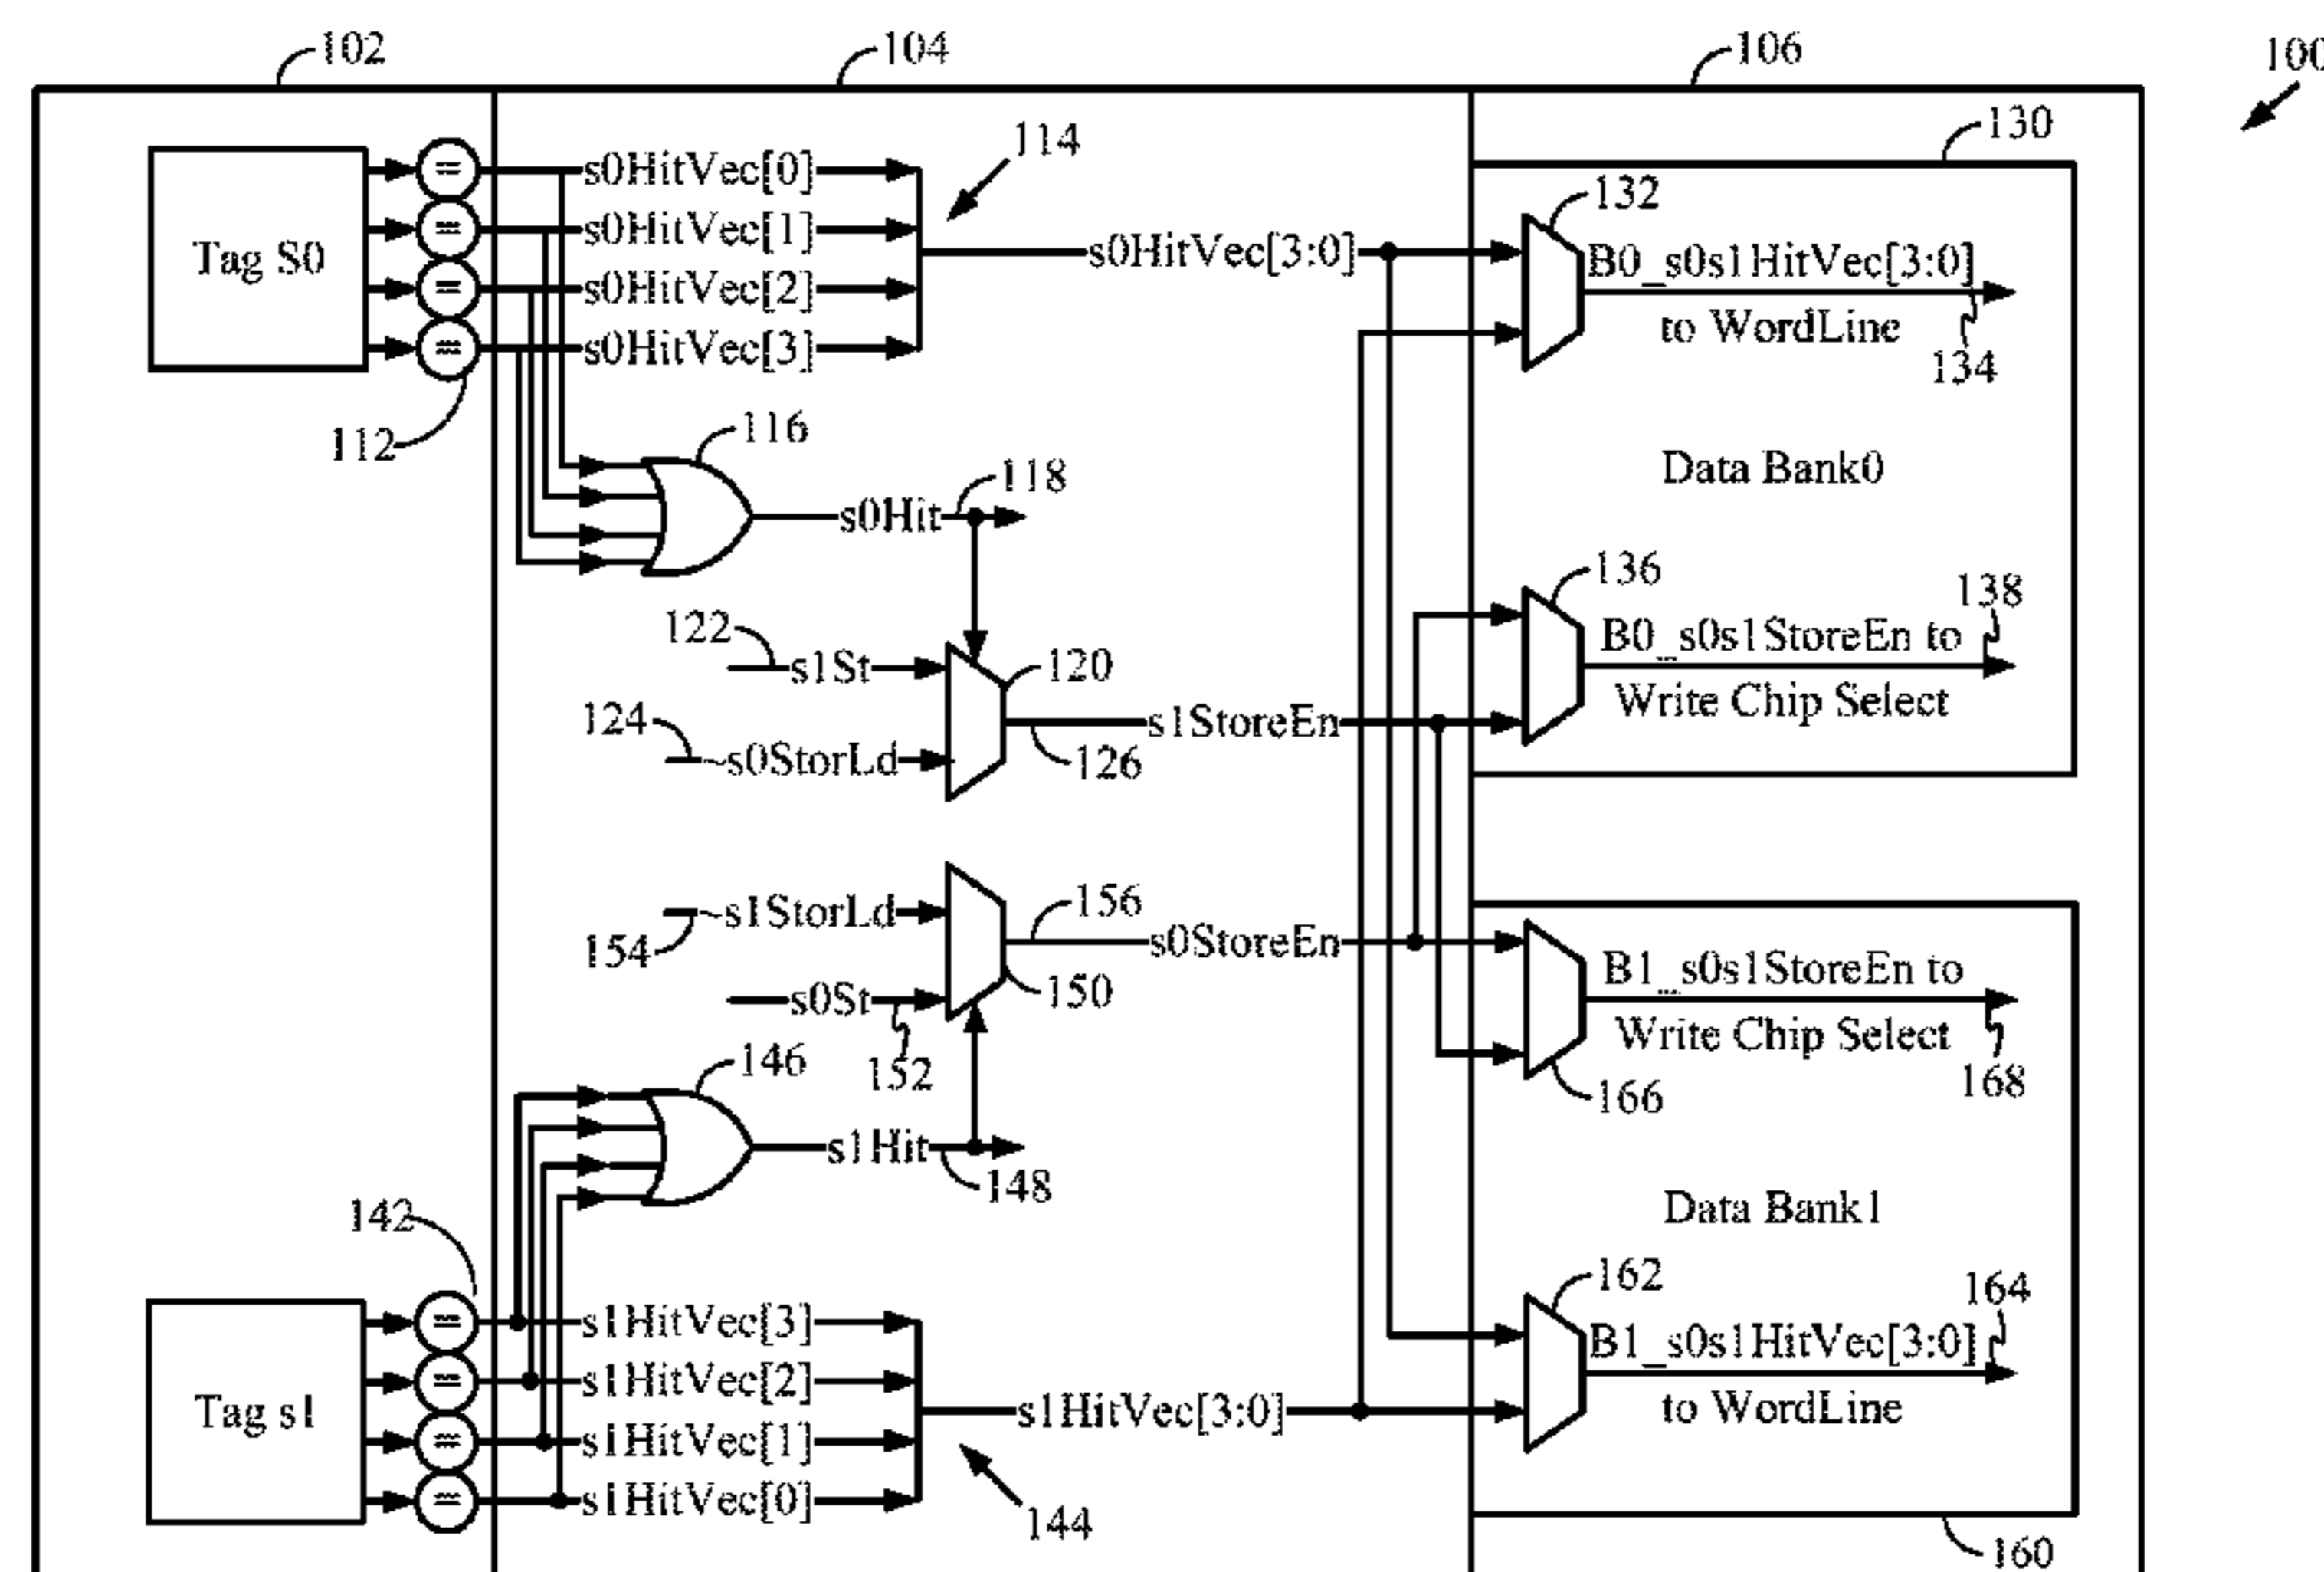 102
104
106
100
130
114
132
s0HitVec[0]
s0HitVec[1]
s0HitVec[2]
s0HitVec[3]
Tag S0
s0HitVec[3:0]
B0_s0s1HitVec[3:0]
to WordLine
134
112
116
118
s0Hit
Data Bank0
136
138
122
s1St
120
B0_s0s1StoreEn to
Write Chip Select
124
~s0StorLd
s1StoreEn
126
~s1StorLd
154
156
s0StoreEn
150
s0St
152
B1_s0s1StoreEn to
Write Chip Select
168
166
146
s1Hit
148
142
Data Bank1
162
164
s1HitVec[3]
s1HitVec[2]
s1HitVec[1]
s1HitVec[0]
Tag s1
s1HitVec[3:0]
B1_s0s1HitVec[3:0]
to WordLine
144
160